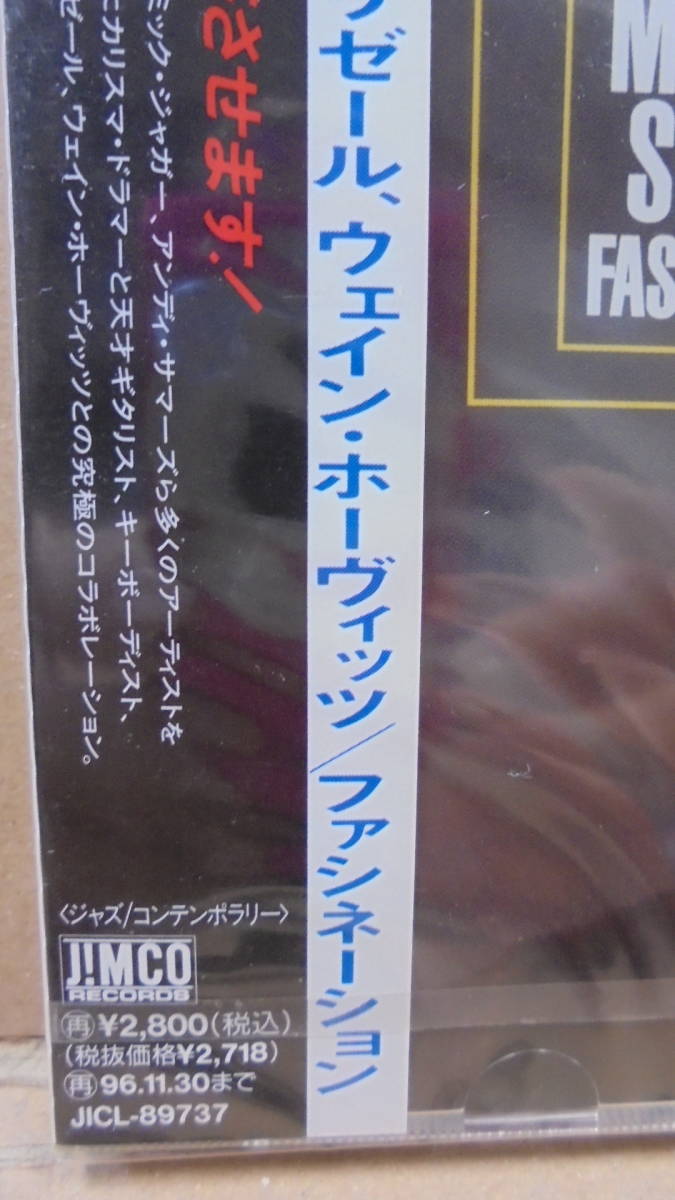 M
S
FAS
ゼール、ウェイン・ホーヴィッツ/ファシネーション
させます!
ミック・ジャガー、アンディ・サマーズら多くのアーティストを
カリスマ・ドラマーと天才ギタリスト、キーボーディスト、
ゼール、ウェイン・ホーヴィッツとの究極のコラボレーション。
〈ジャズ/コンテンポラリー〉
J!MCO
RECORDS
再¥2,800(税込)
(税抜価格¥2,718)
再96.11.30まで
JICL-89737